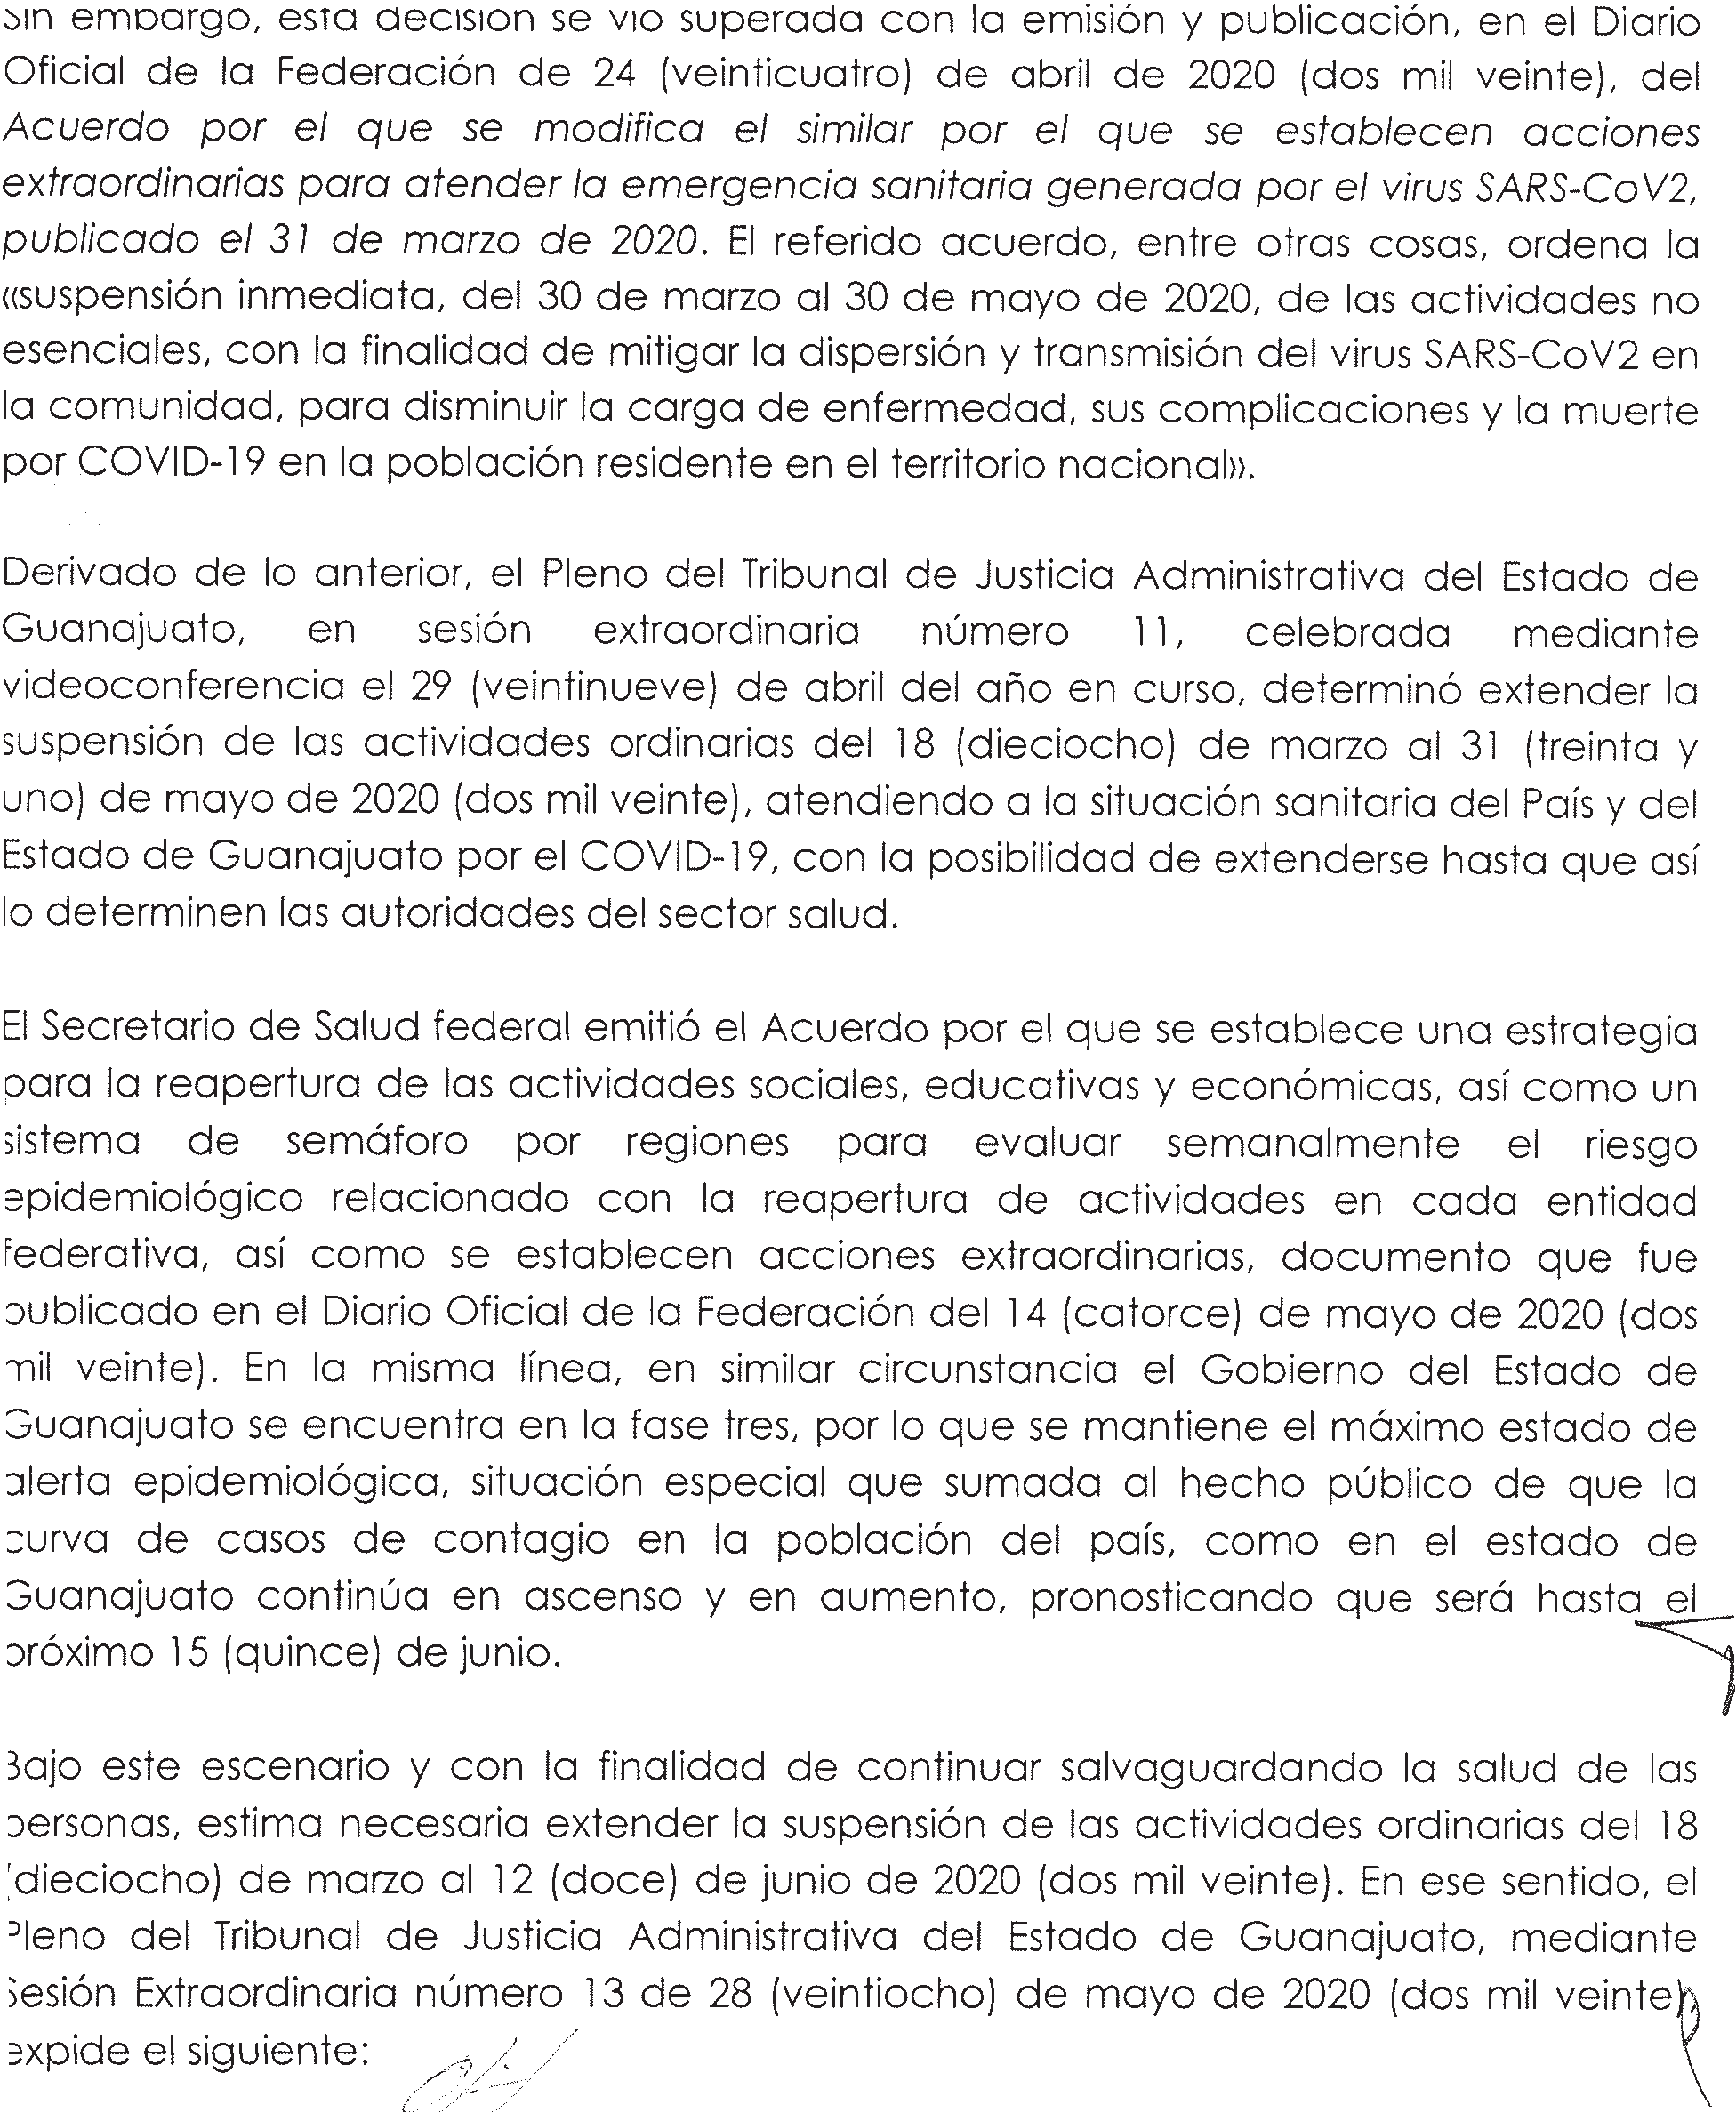 Sin embargo, esta decisión se vio superada con la emisión y publicación, en el Diario
Oficial de la Federación de 24 (veinticuatro) de abril de 2020 (dos mil veinte), del
Acuerdo por el que se modifica el similar por el que se establecen acciones
extraordinarias para atender la emergencia sanitaria generada por el virus SARS-CoV2,
publicado el 31 de marzo de 2020. El referido acuerdo, entre otras cosas, ordena la
«suspensión inmediata, del 30 de marzo al 30 de mayo de 2020, de las actividades no
esenciales, con la finalidad de mitigar la dispersión y transmisión del virus SARS-CoV2 en
la comunidad, para disminuir la carga de enfermedad, sus complicaciones y la muerte
por COVID-19 en la población residente en el territorio nacional».
Derivado de lo anterior, el Pleno del Tribunal de Justicia Administrativa del Estado de
Guanajuato, en sesión extraordinaria número 11, celebrada mediante
videoconferencia el 29 (veintinueve) de abril del año en curso, determinó extender la
suspensión de las actividades ordinarias del 18 (dieciocho) de marzo al 31 (treinta y
uno) de mayo de 2020 (dos mil veinte), atendiendo a la situación sanitaria del País y del
Estado de Guanajuato por el COVID-19, con la posibilidad de extenderse hasta que así
lo determinen las autoridades del sector salud.
El Secretario de Salud federal emitió el Acuerdo por el que se establece una estrategia
para la reapertura de las actividades sociales, educativas y económicas, así como un
sistema de semáforo por regiones para evaluar semanalmente el riesgo
epidemiológico relacionado con la reapertura de actividades en cada entidad
federativa, así como se establecen acciones extraordinarias, documento que fue
publicado en el Diario Oficial de la Federación del 14 (catorce) de mayo de 2020 (dos
mil veinte). En la misma línea, en similar circunstancia el Gobierno del Estado de
Guanajuato se encuentra en la fase tres, por lo que se mantiene el máximo estado de
alerta epidemiológica, situación especial que sumada al hecho público de que la
curva de casos de contagio en la población del país, como en el estado de
Guanajuato continúa en ascenso y en aumento, pronosticando que será hasta el
próximo 15 (quince) de junio.
Bajo este escenario y con la finalidad de continuar salvaguardando la salud de las
personas, estima necesaria extender la suspensión de las actividades ordinarias del 18
(dieciocho) de marzo al 12 (doce) de junio de 2020 (dos mil veinte). En ese sentido, el
Pleno del Tribunal de Justicia Administrativa del Estado de Guanajuato, mediante
Sesión Extraordinaria número 13 de 28 (veintiocho) de mayo de 2020 (dos mil veinte),
expide el siguiente: